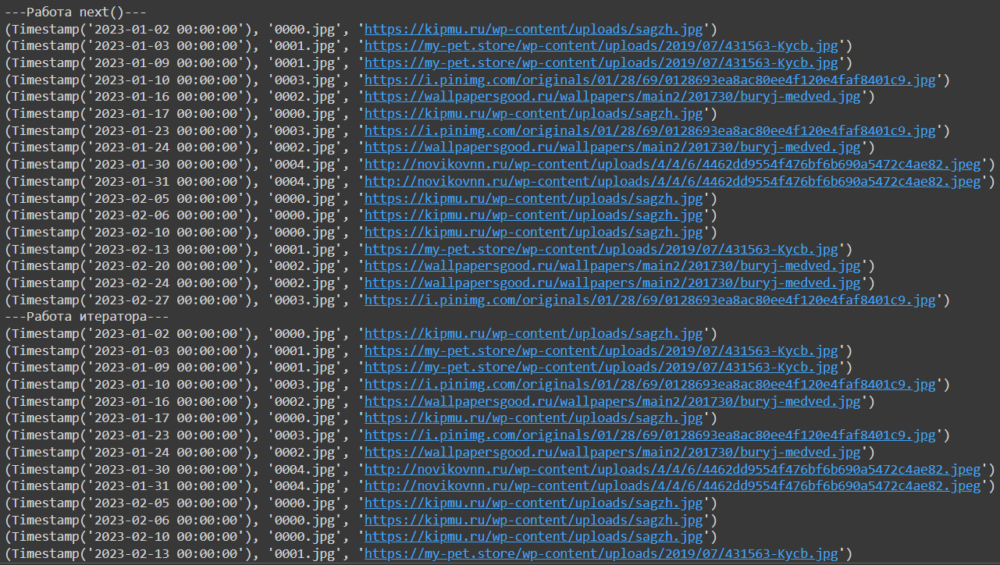 ---Работа next()---
(Timestamp('2023-01-02 00:00:00'), '0000.jpg', 'https://kipmu.ru/wp-content/uploads/sagzh.jpg')
(Timestamp('2023-01-03 00:00:00'), '0001.jpg', 'https://my-pet.store/wp-content/uploads/2019/07/431563-Kycb.jpg')
(Timestamp('2023-01-09 00:00:00'), '0001.jpg', 'https://my-pet.store/wp-content/uploads/2019/07/431563-Kycb.jpg')
(Timestamp('2023-01-10 00:00:00'), '0003.jpg', 'https://i.pinimg.com/originals/01/28/69/0128693ea8ac80ee4f120e4faf8401c9.jpg')
(Timestamp('2023-01-16 00:00:00'), '0002.jpg', 'https://wallpapersgood.ru/wallpapers/main2/201730/buryj-medved.jpg')
(Timestamp('2023-01-17 00:00:00'), '0000.jpg', 'https://kipmu.ru/wp-content/uploads/sagzh.jpg')
(Timestamp('2023-01-23 00:00:00'), '0003.jpg', 'https://i.pinimg.com/originals/01/28/69/0128693ea8ac80ee4f120e4faf8401c9.jpg')
(Timestamp('2023-01-24 00:00:00'), '0002.jpg', 'https://wallpapersgood.ru/wallpapers/main2/201730/buryj-medved.jpg')
(Timestamp('2023-01-30 00:00:00'), '0004.jpg', 'http://novikovnn.ru/wp-content/uploads/4/4/6/4462dd9554f476bf6b690a5472c4ae82.jpeg')
(Timestamp('2023-01-31 00:00:00'), '0004.jpg', 'http://novikovnn.ru/wp-content/uploads/4/4/6/4462dd9554f476bf6b690a5472c4ae82.jpeg')
(Timestamp('2023-02-05 00:00:00'), '0000.jpg', 'https://kipmu.ru/wp-content/uploads/sagzh.jpg')
(Timestamp('2023-02-06 00:00:00'), '0000.jpg', 'https://kipmu.ru/wp-content/uploads/sagzh.jpg')
(Timestamp('2023-02-10 00:00:00'), '0000.jpg', 'https://kipmu.ru/wp-content/uploads/sagzh.jpg')
(Timestamp('2023-02-13 00:00:00'), '0001.jpg', 'https://my-pet.store/wp-content/uploads/2019/07/431563-Kycb.jpg')
(Timestamp('2023-02-20 00:00:00'), '0002.jpg', 'https://wallpapersgood.ru/wallpapers/main2/201730/buryj-medved.jpg')
(Timestamp('2023-02-24 00:00:00'), '0002.jpg', 'https://wallpapersgood.ru/wallpapers/main2/201730/buryj-medved.jpg')
(Timestamp('2023-02-27 00:00:00'), '0003.jpg', 'https://i.pinimg.com/originals/01/28/69/0128693ea8ac80ee4f120e4faf8401c9.jpg')
---Работа итератора---
(Timestamp('2023-01-02 00:00:00'), '0000.jpg', 'https://kipmu.ru/wp-content/uploads/sagzh.jpg')
(Timestamp('2023-01-03 00:00:00'), '0001.jpg', 'https://my-pet.store/wp-content/uploads/2019/07/431563-Kycb.jpg')
(Timestamp('2023-01-09 00:00:00'), '0001.jpg', 'https://my-pet.store/wp-content/uploads/2019/07/431563-Kycb.jpg')
(Timestamp('2023-01-10 00:00:00'), '0003.jpg', 'https://i.pinimg.com/originals/01/28/69/0128693ea8ac80ee4f120e4faf8401c9.jpg')
(Timestamp('2023-01-16 00:00:00'), '0002.jpg', 'https://wallpapersgood.ru/wallpapers/main2/201730/buryj-medved.jpg')
(Timestamp('2023-01-17 00:00:00'), '0000.jpg', 'https://kipmu.ru/wp-content/uploads/sagzh.jpg')
(Timestamp('2023-01-23 00:00:00'), '0003.jpg', 'https://i.pinimg.com/originals/01/28/69/0128693ea8ac80ee4f120e4faf8401c9.jpg')
(Timestamp('2023-01-24 00:00:00'), '0002.jpg', 'https://wallpapersgood.ru/wallpapers/main2/201730/buryj-medved.jpg')
(Timestamp('2023-01-30 00:00:00'), '0004.jpg', 'http://novikovnn.ru/wp-content/uploads/4/4/6/4462dd9554f476bf6b690a5472c4ae82.jpeg')
(Timestamp('2023-01-31 00:00:00'), '0004.jpg', 'http://novikovnn.ru/wp-content/uploads/4/4/6/4462dd9554f476bf6b690a5472c4ae82.jpeg')
(Timestamp('2023-02-05 00:00:00'), '0000.jpg', 'https://kipmu.ru/wp-content/uploads/sagzh.jpg')
(Timestamp('2023-02-06 00:00:00'), '0000.jpg', 'https://kipmu.ru/wp-content/uploads/sagzh.jpg')
(Timestamp('2023-02-10 00:00:00'), '0000.jpg', 'https://kipmu.ru/wp-content/uploads/sagzh.jpg')
(Timestamp('2023-02-13 00:00:00'), '0001.jpg', 'https://my-pet.store/wp-content/uploads/2019/07/431563-Kycb.jpg')